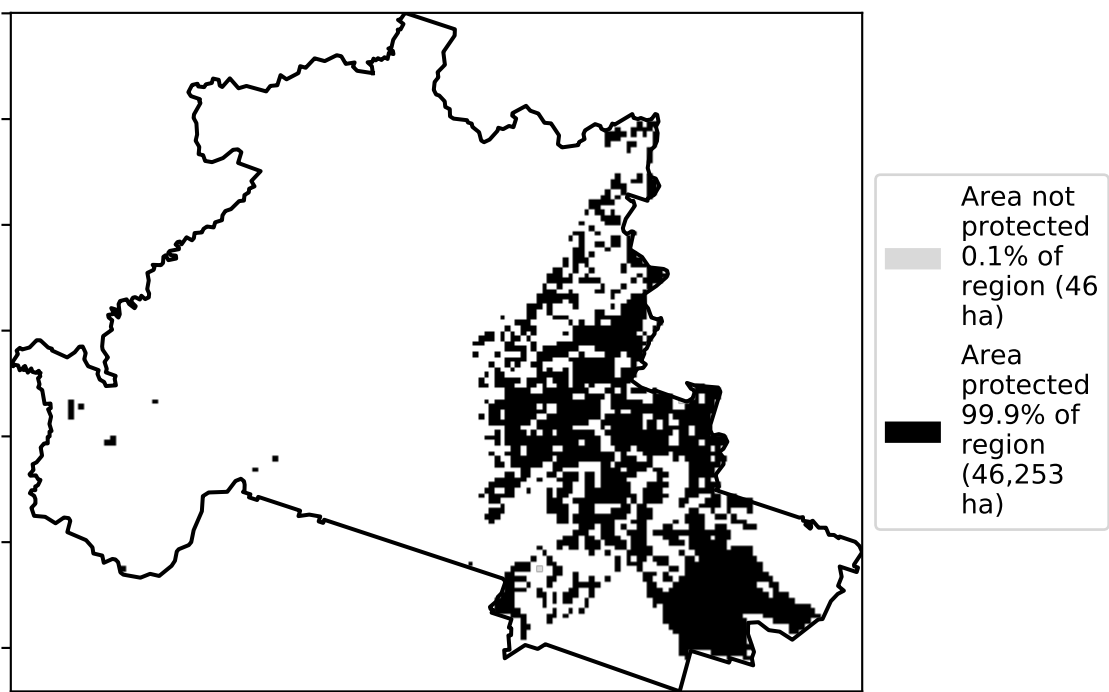 Area not
protected
0.1% of
region (46
ha)
Area
protected
99.9% of
region
(46,253
ha)